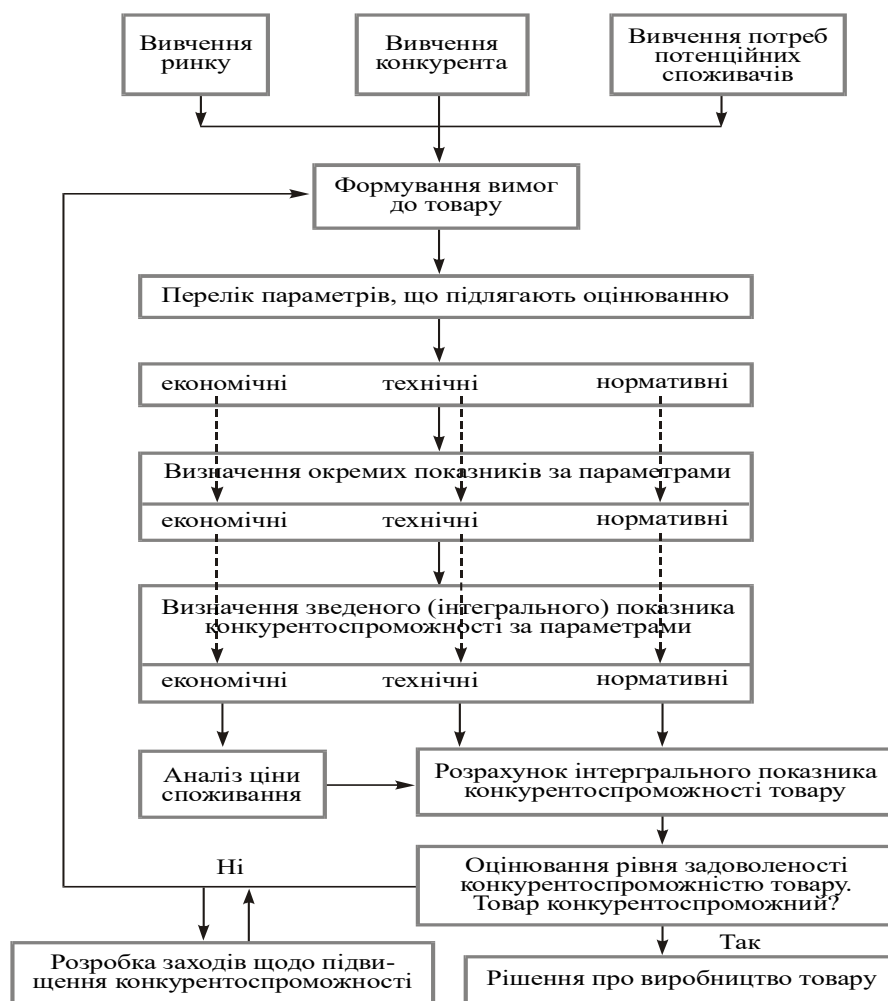 Вивчення
ринку
Вивчення
конкурента
Вивчення потреб
потенційних
споживачів
Формування вимог
до товару
Перелік параметрів, що підлягають оцінюванню
економічні технічні нормативні
Визначення окремих показників за параметрами
економічні технічні нормативні
Визначення зведеного (інтегрального) показника
конкурентоспроможності за параметрами
економічні технічні нормативні
Аналіз ціни
споживання
Розрахунок інтергрального показника
конкурентоспроможності товару
Оцінювання рівня задоволеності
конкурентоспроможністю товару.
Товар конкурентоспроможний?
Ні
Так
Розробка заходів щодо підви-
щення конкурентоспроможності
Рішення про виробництво товару